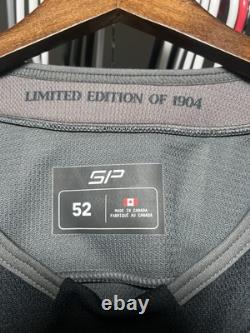 LIMITED EDITION OF 1904
SP
52
MADE IN CANADA
FABRIQUÉ AU CANADA